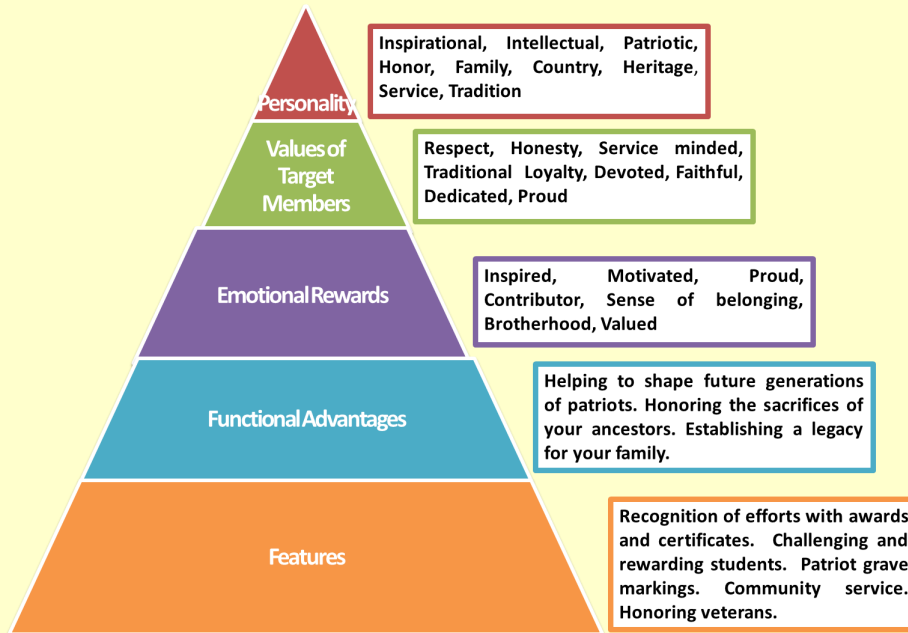 Personality
Inspirational, Intellectual, Patriotic,
Honor, Family, Country, Heritage,
Service, Tradition
Values of
Target
Members
Respect, Honesty, Service minded,
Traditional Loyalty, Devoted, Faithful,
Dedicated, Proud
Emotional Rewards
Inspired, Motivated, Proud,
Contributor, Sense of belonging,
Brotherhood, Valued
Functional Advantages
Helping to shape future generations
of patriots. Honoring the sacrifices of
your ancestors. Establishing a legacy
for your family.
Features
Recognition of efforts with awards
and certificates. Challenging and
rewarding students. Patriot grave
markings. Community service.
Honoring veterans.